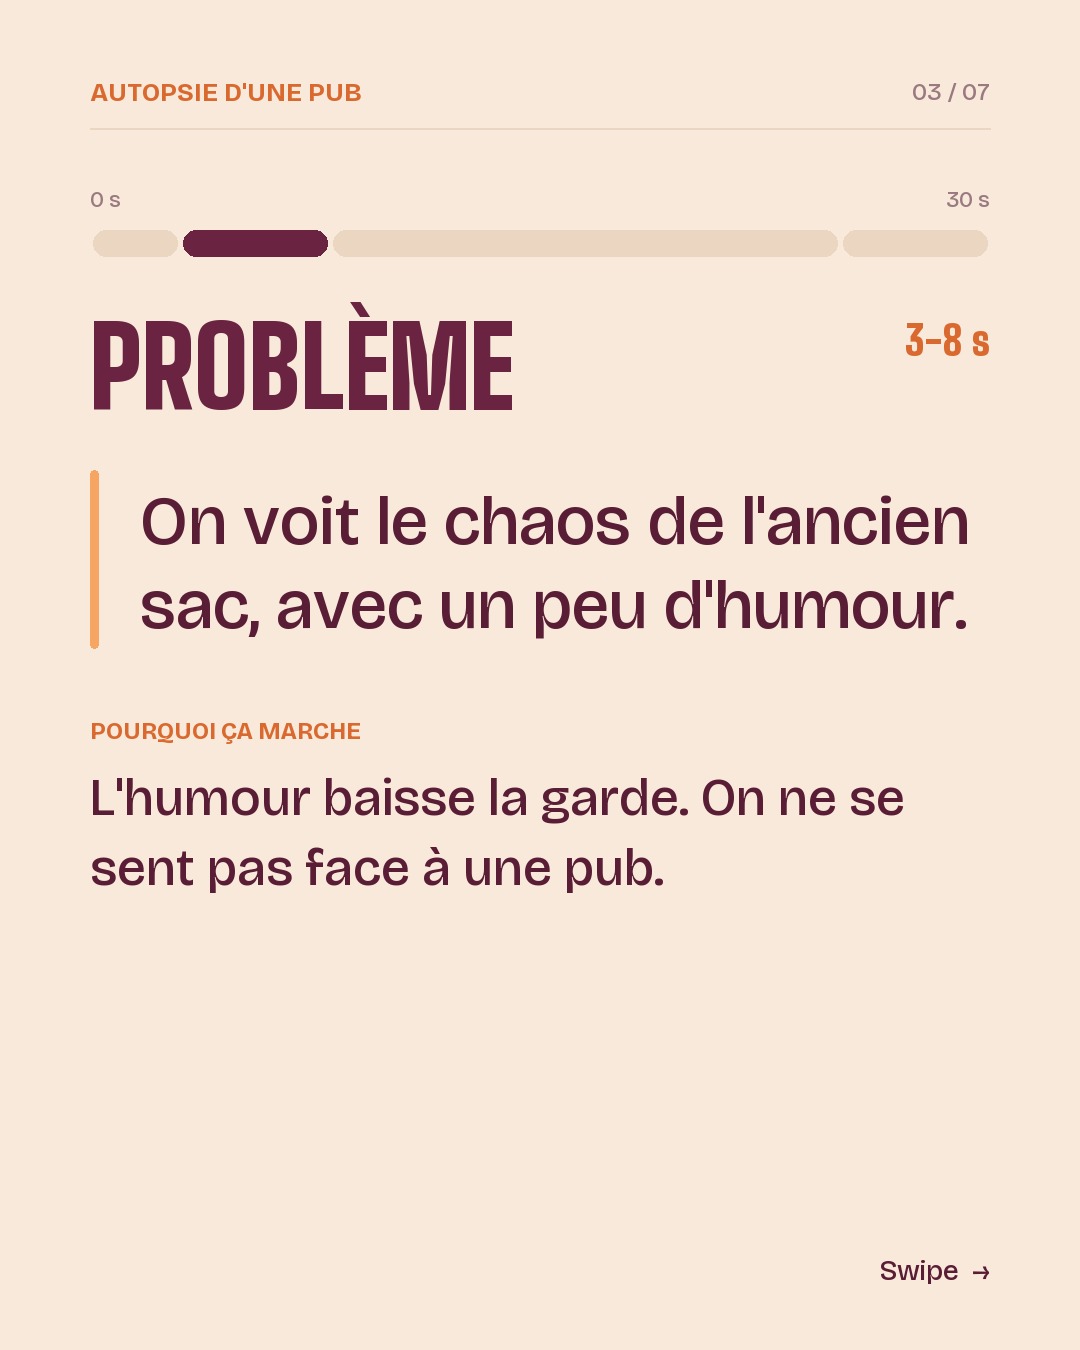 AUTOPSIE D'UNE PUB
03 / 07
0 s
30 s
PROBLÈME
3–8 s
On voit le chaos de l'ancien
sac, avec un peu d'humour.
POURQUOI ÇA MARCHE
L'humour baisse la garde. On ne se
sent pas face à une pub.
Swipe →